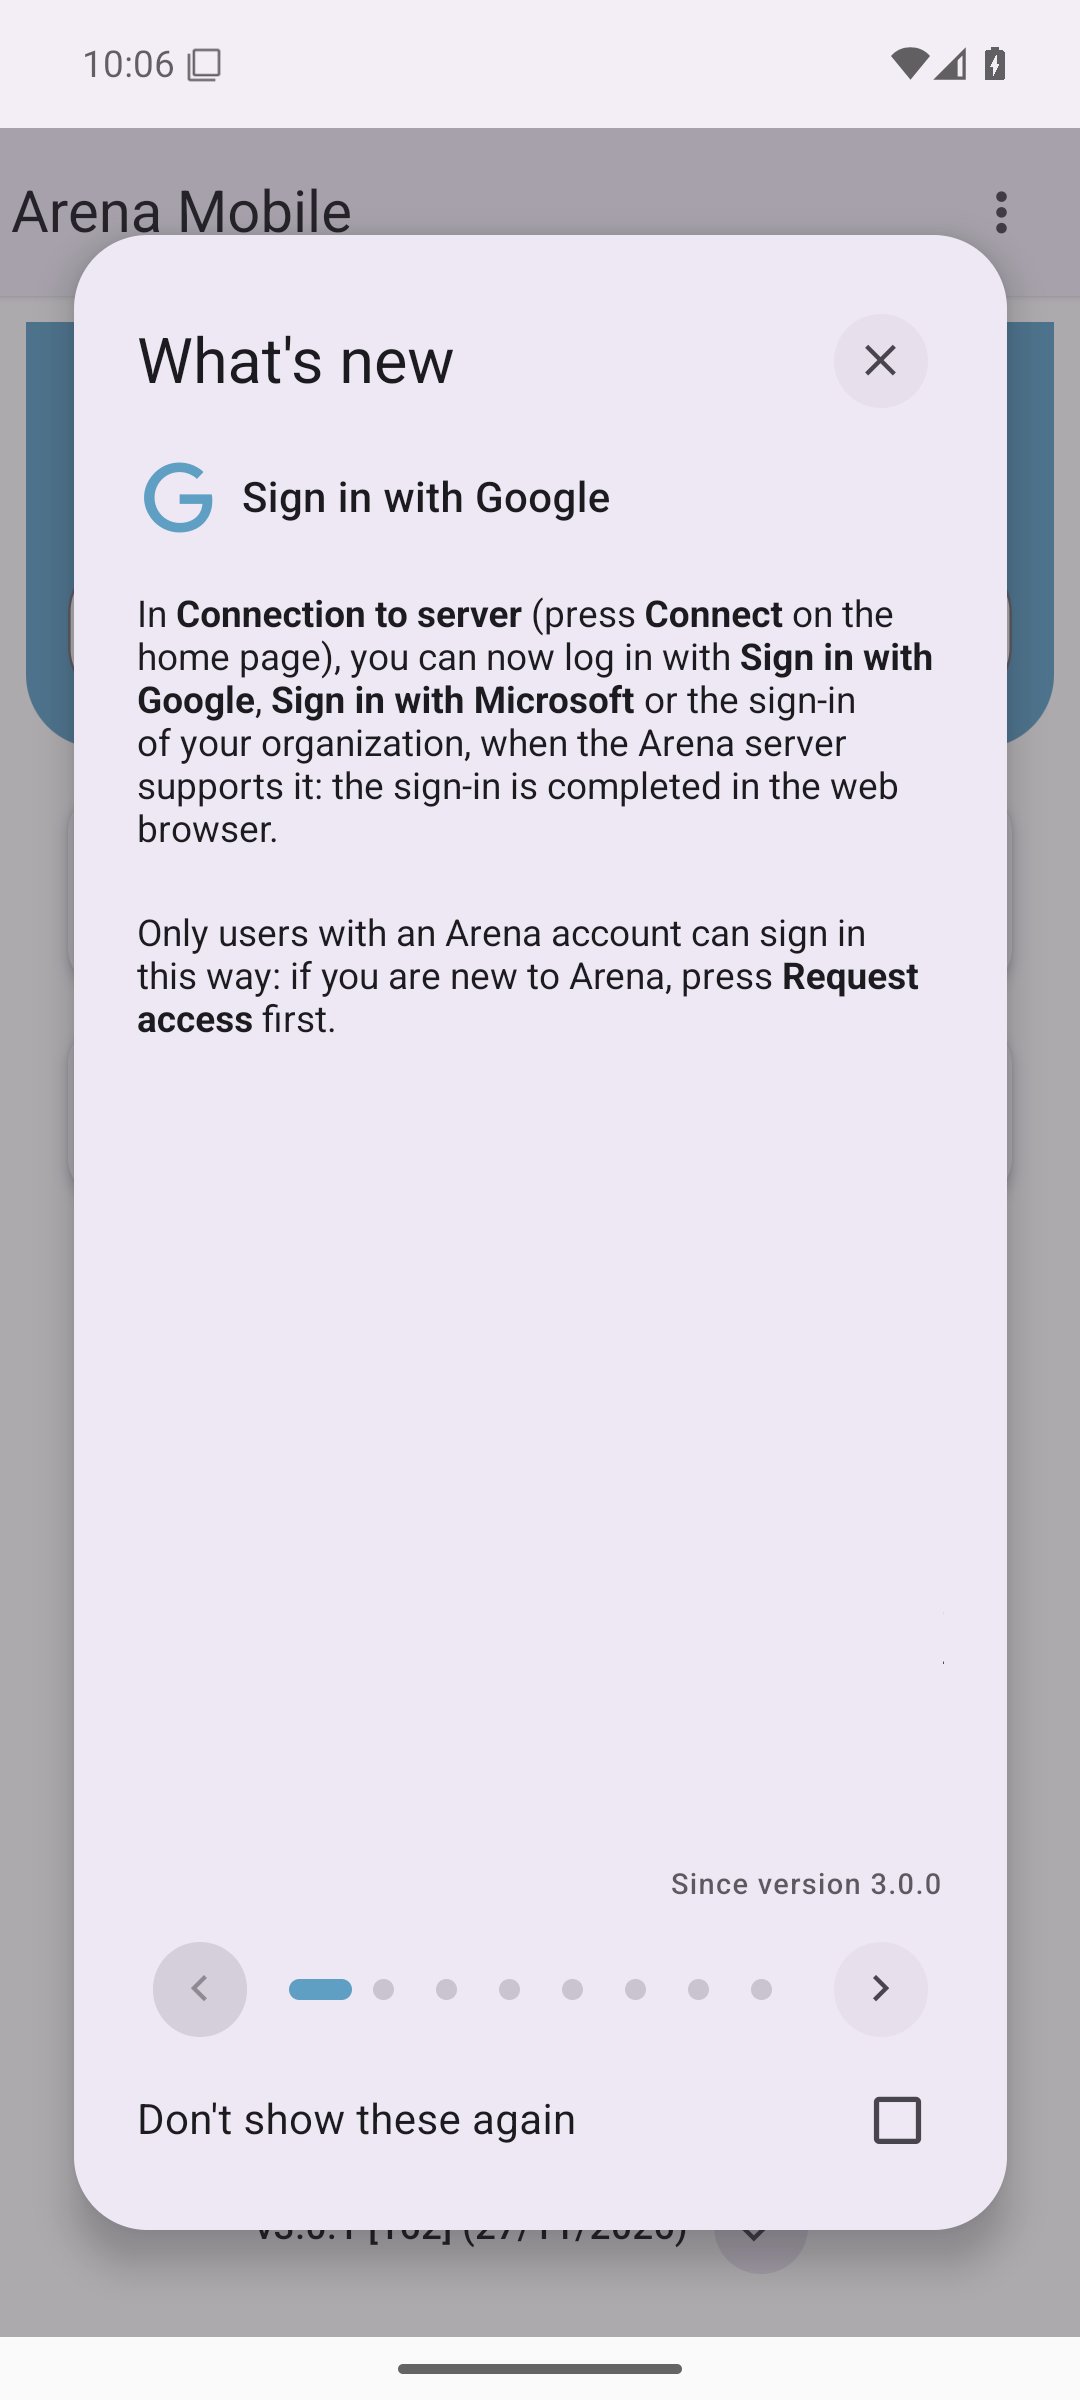 10:06
Arena Mobile
What's new
Sign in with Google
In Connection to server (press Connect on the
home page), you can now log in with Sign in with
Google, Sign in with Microsoft or the sign-in
of your organization, when the Arena server
supports it: the sign-in is completed in the web
browser.
Only users with an Arena account can sign in
this way: if you are new to Arena, press Request
access first.
Since version 3.0.0
Don't show these again